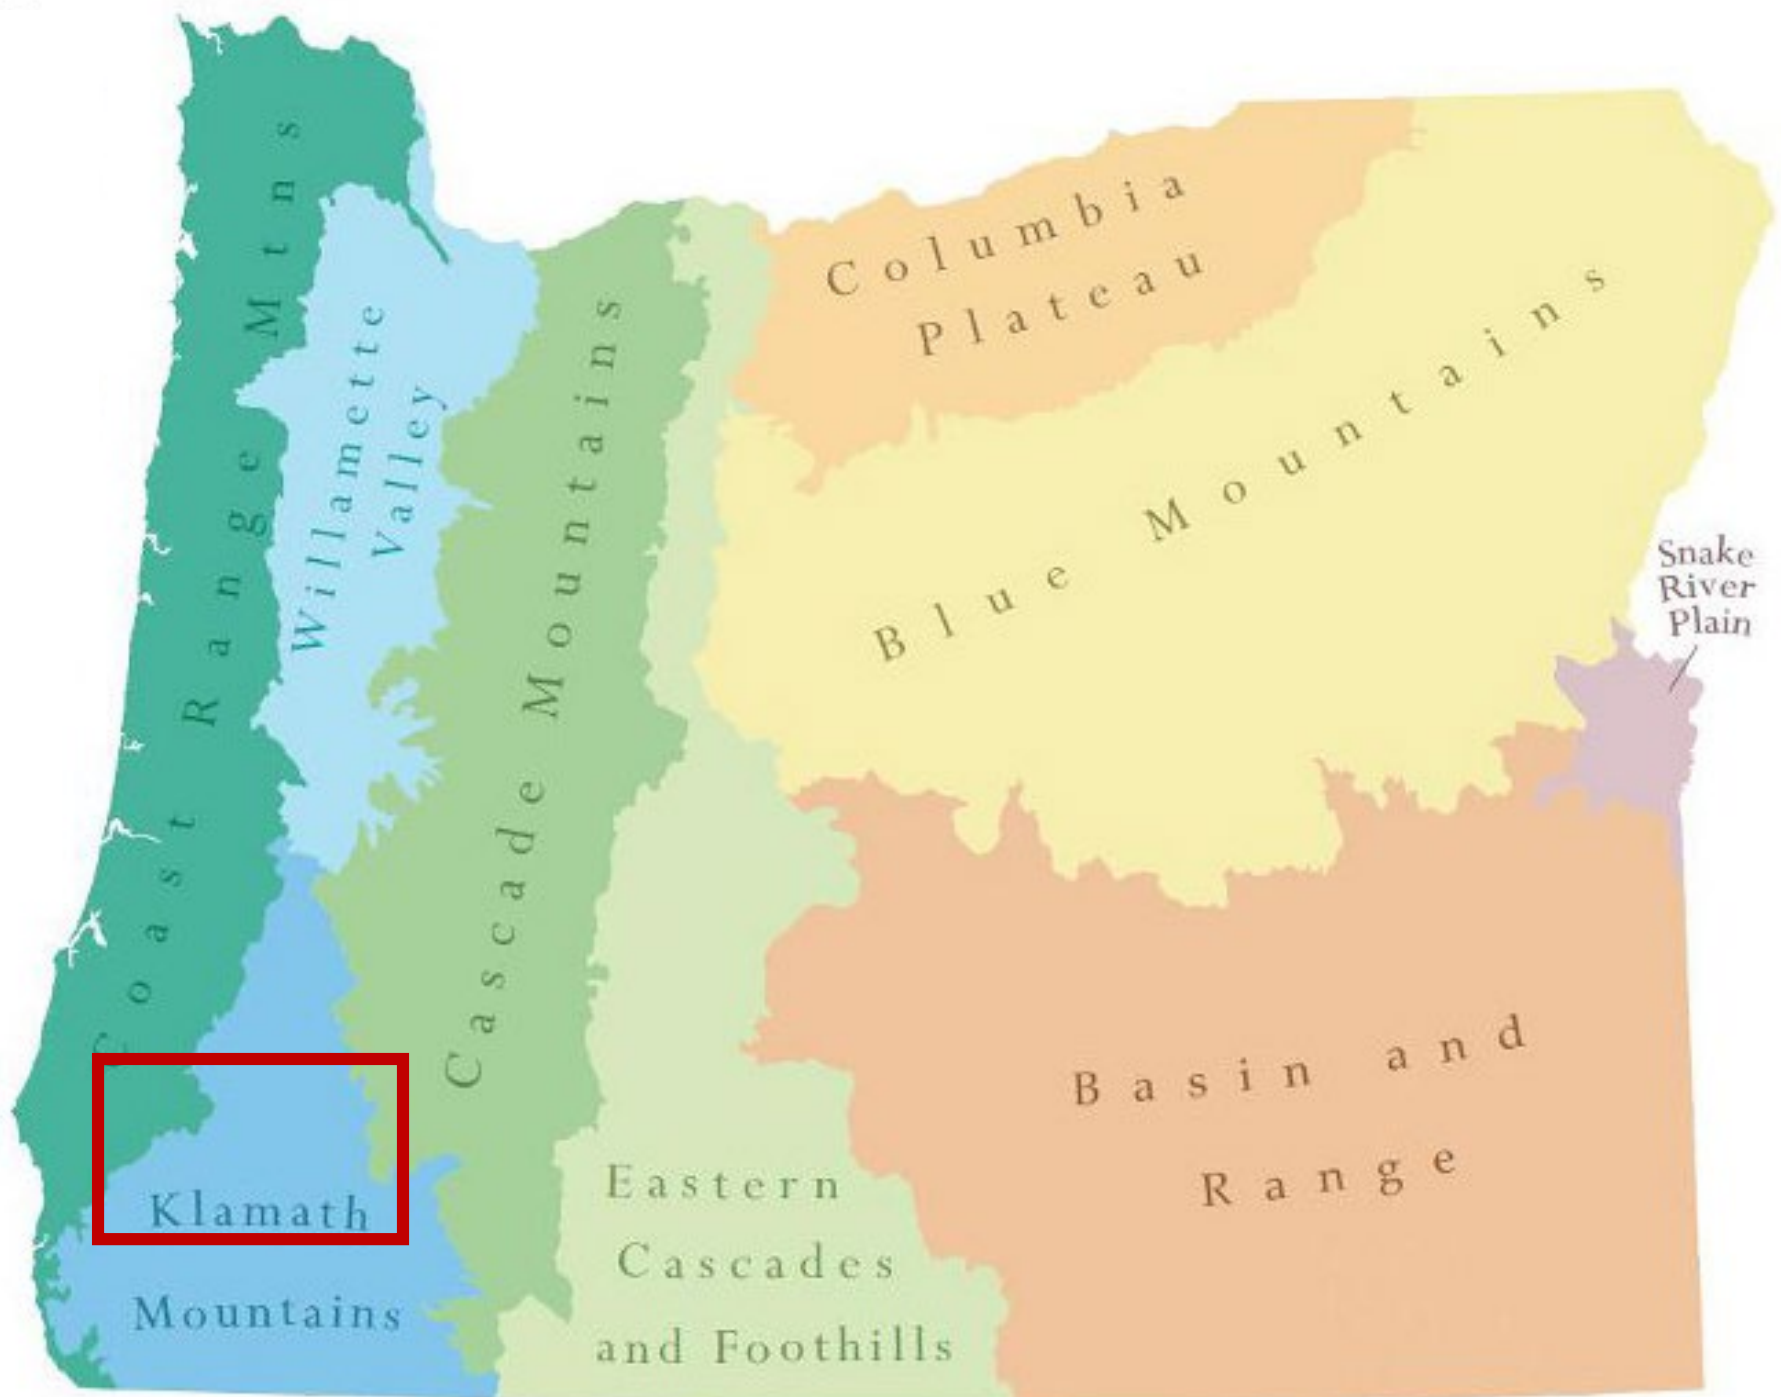 Coast Range Mtns
Willamette
Valley
Cascade Mountains
Columbia
Plateau
Blue Mountains
Snake
River
Plain
Klamath
Mountains
Eastern
Cascades
and Foothills
Basin and
Range